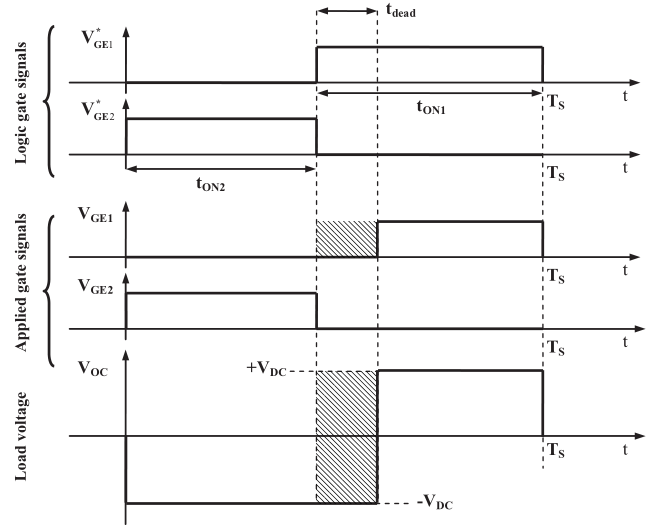 t_dead
V*_GE1
t_ON1
T_S
t
V*_GE2
t_ON2
T_S
t
Logic gate signals
V_GE1
T_S
t
V_GE2
T_S
t
Applied gate signals
V_OC
+V_DC
T_S
t
-V_DC
Load voltage